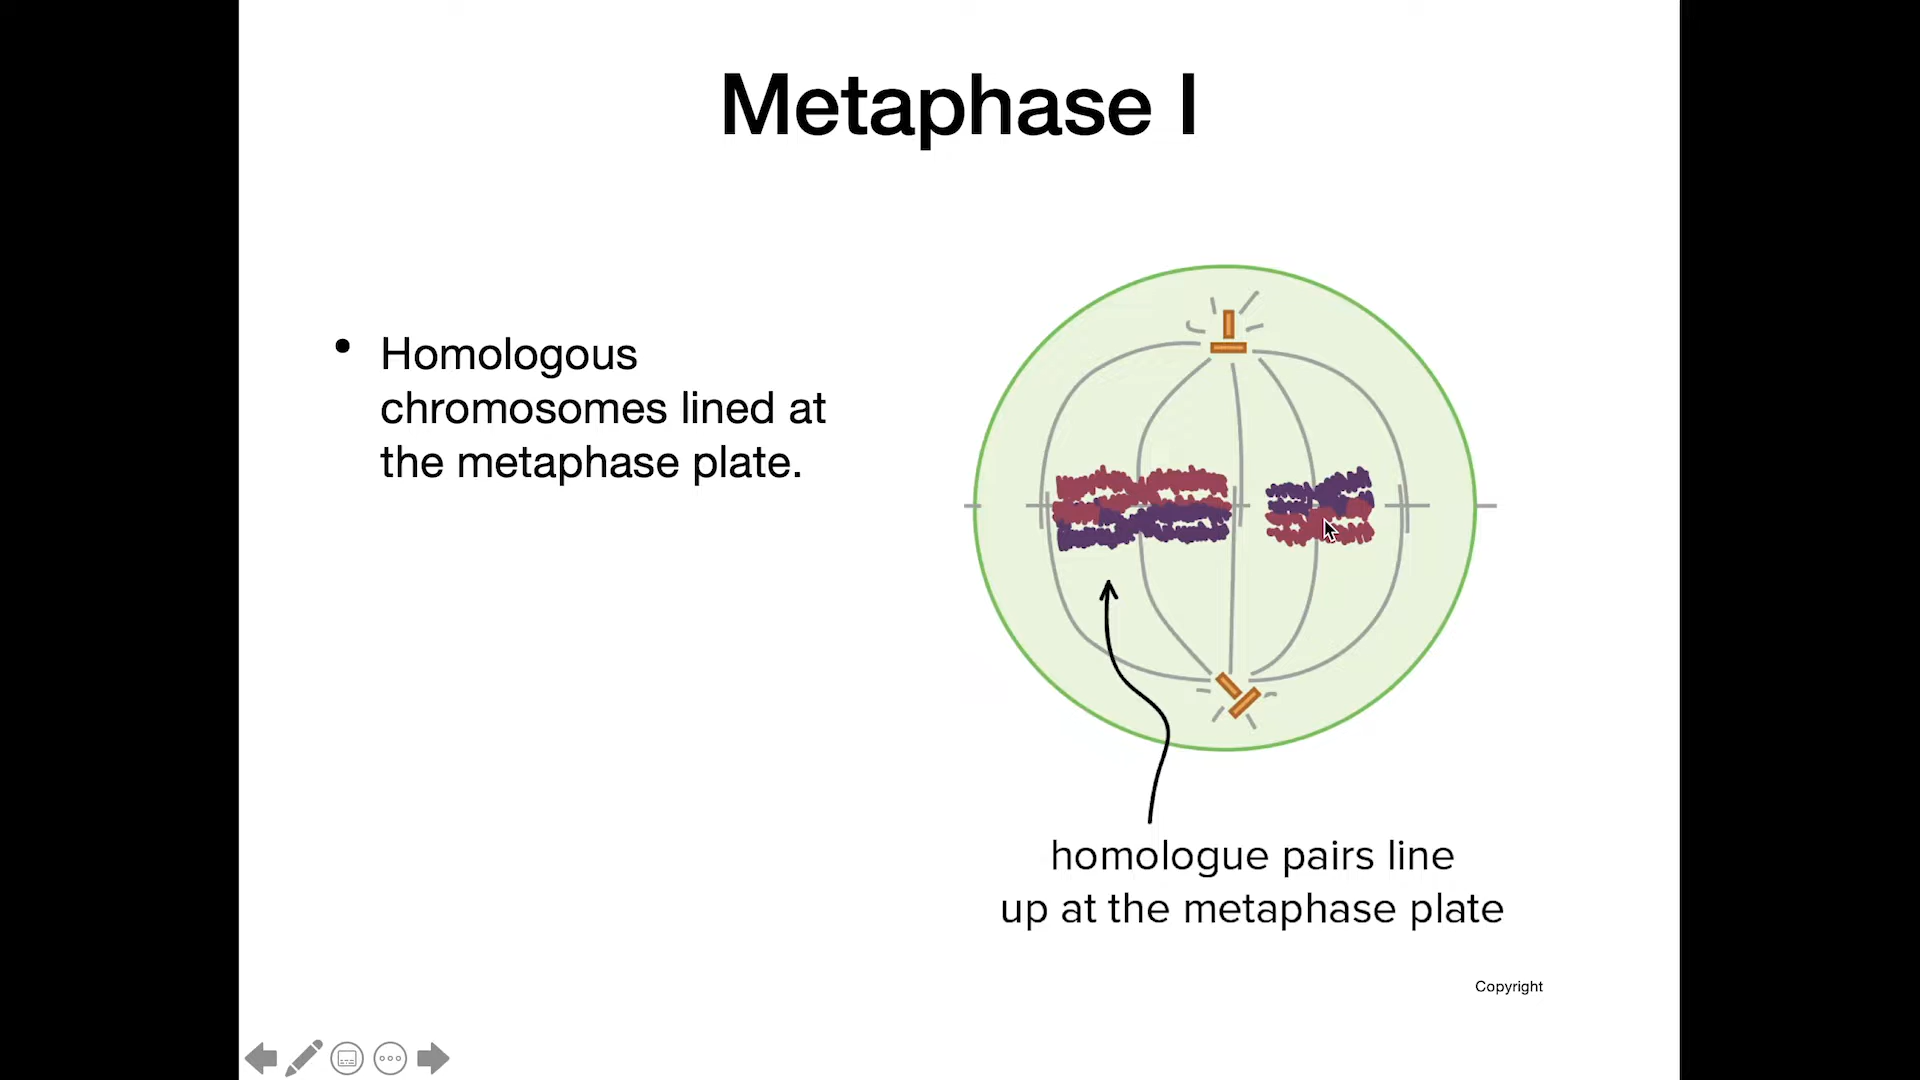 Metaphase I
• Homologous
chromosomes lined at
the metaphase plate.
homologue pairs line
up at the metaphase plate
Copyright